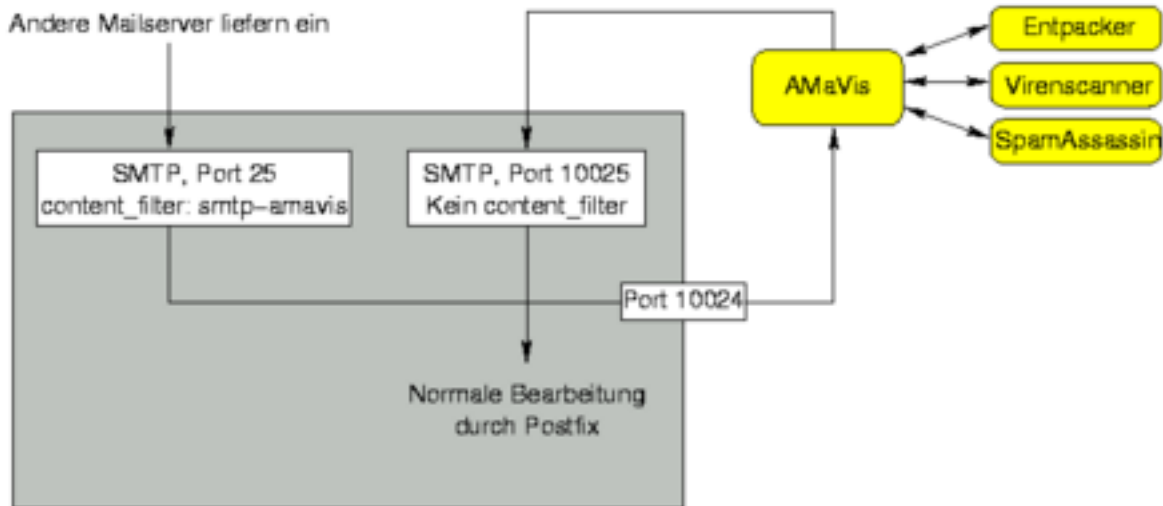 Andere Mailserver liefern ein
AMaVis
Entpacker
Virenscanner
SpamAssassin
SMTP, Port 25
content_filter: smtp-amavis
SMTP, Port 10025
Kein content_filter
Port 10024
Normale Bearbeitung
durch Postfix